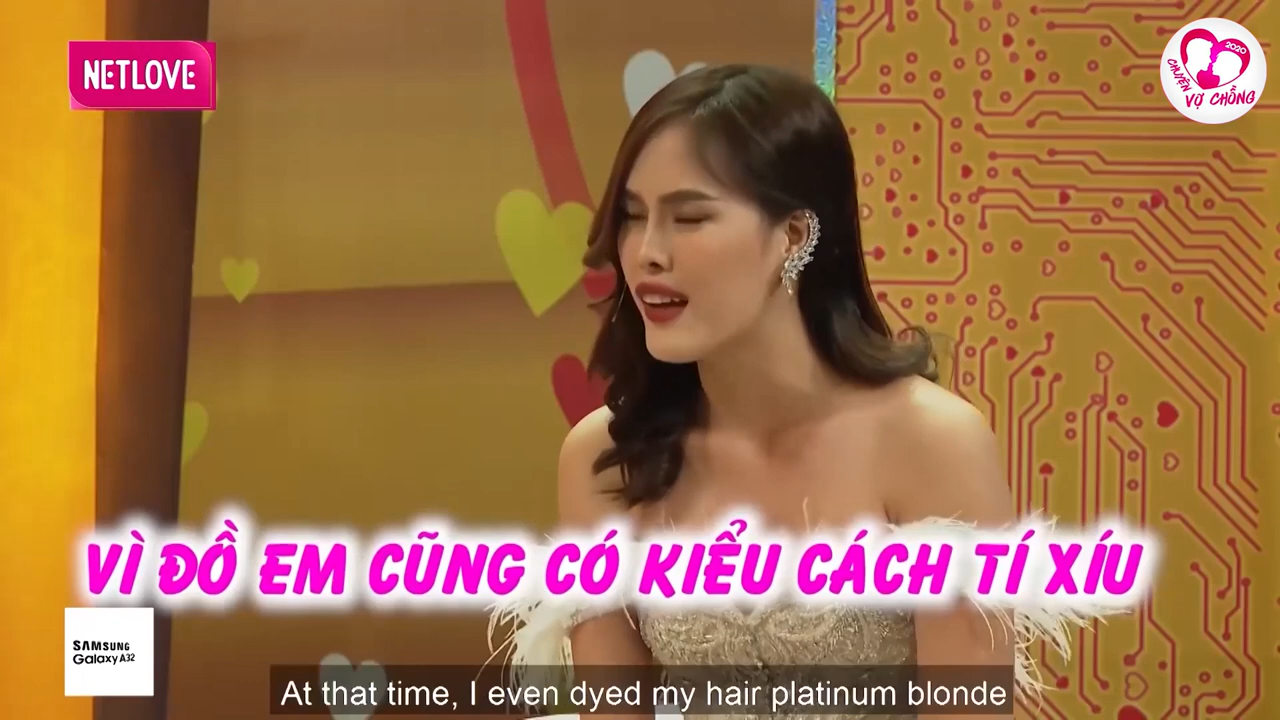 NETLOVE
2020
CHUYỆN
VỢ CHỒNG
VÌ ĐỒ EM CŨNG CÓ KIỂU CÁCH TÍ XÍU
SAMSUNG
Galaxy A32
At that time, I even dyed my hair platinum blonde